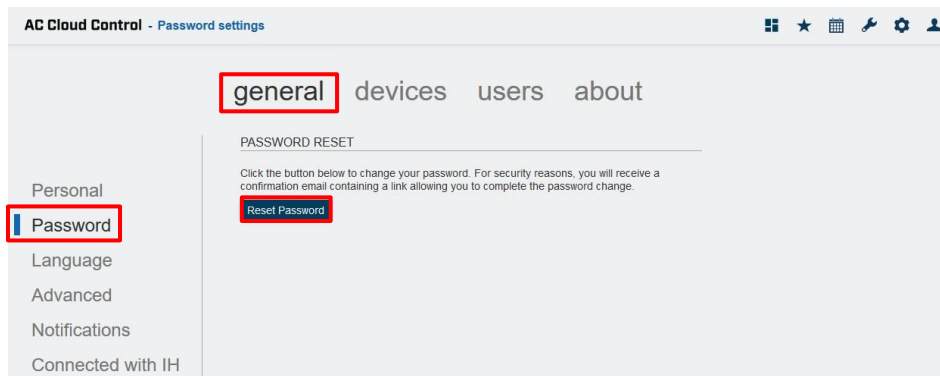 AC Cloud Control - Password settings
general devices users about
PASSWORD RESET
Click the button below to change your password. For security reasons, you will receive a
confirmation email containing a link allowing you to complete the password change.
Reset Password
Personal
Password
Language
Advanced
Notifications
Connected with IH